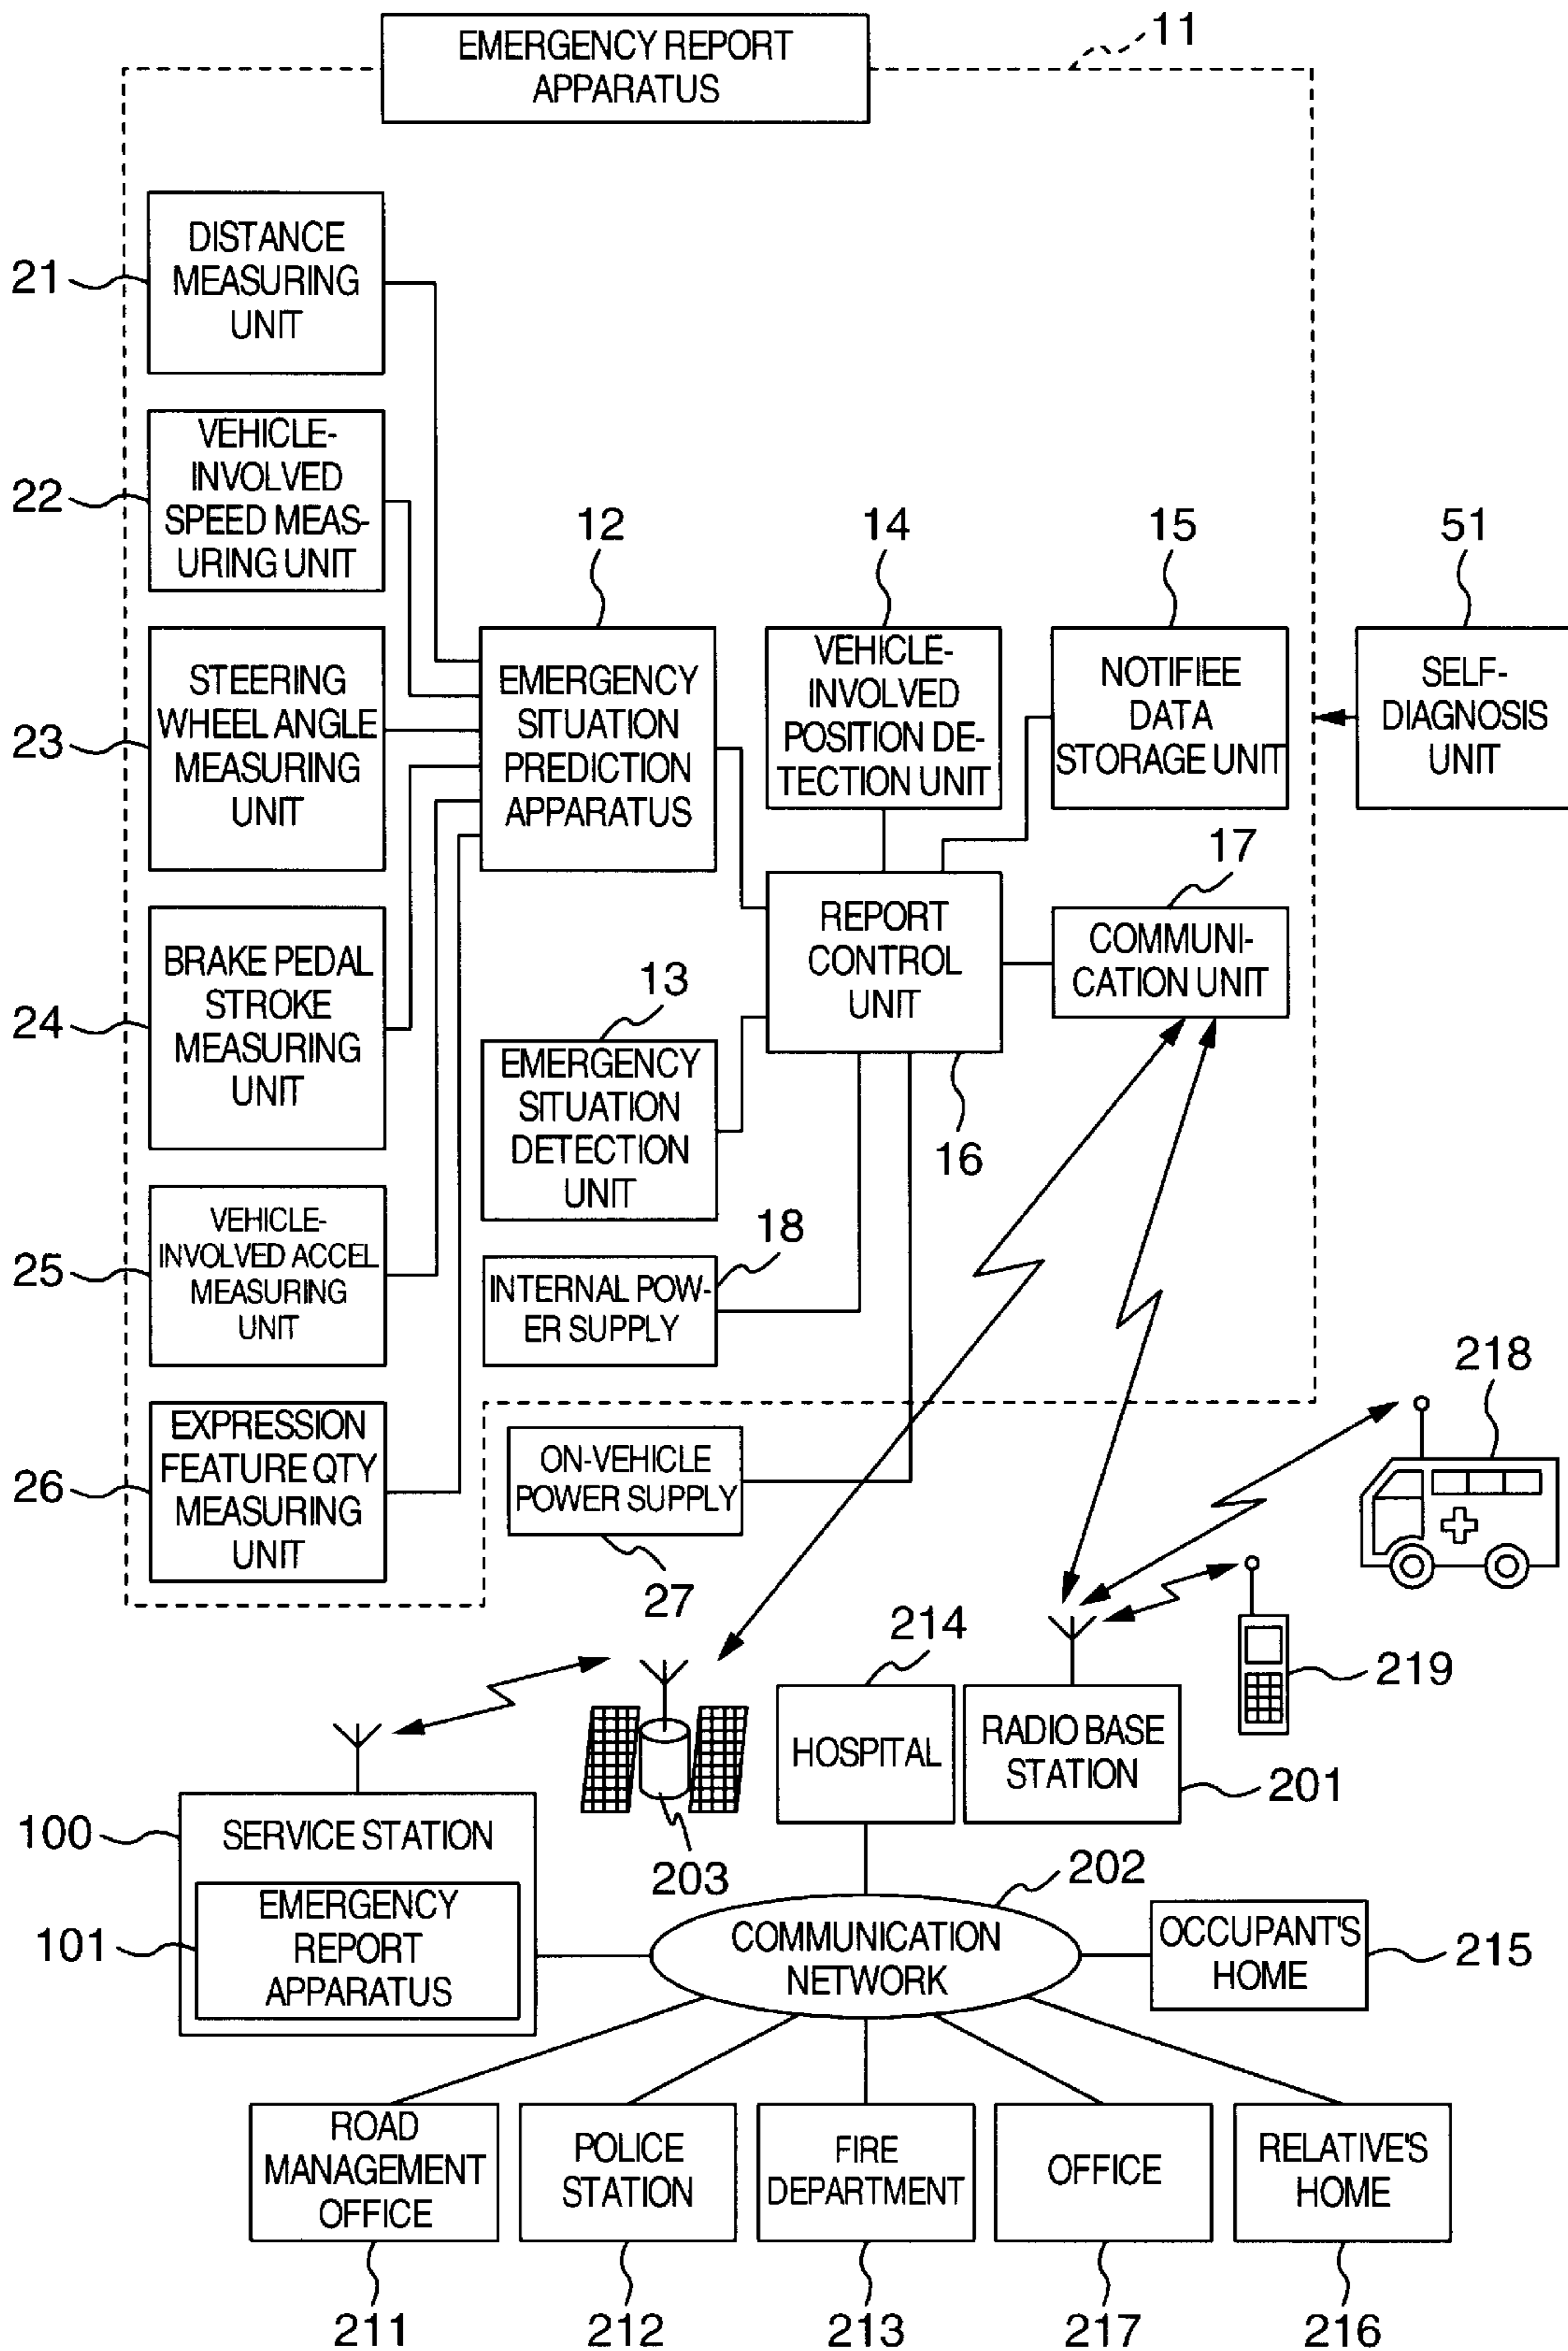 EMERGENCY REPORT
APPARATUS
11
DISTANCE
MEASURING
UNIT
21
VEHICLE-
INVOLVED
SPEED MEAS-
URING UNIT
22
STEERING
WHEEL ANGLE
MEASURING
UNIT
23
BRAKE PEDAL
STROKE
MEASURING
UNIT
24
VEHICLE-
INVOLVED ACCEL
MEASURING
UNIT
25
EXPRESSION
FEATURE QTY
MEASURING
UNIT
26
12
EMERGENCY
SITUATION
PREDICTION
APPARATUS
14
VEHICLE-
INVOLVED
POSITION DE-
TECTION UNIT
15
NOTIFIEE
DATA
STORAGE UNIT
51
SELF-
DIAGNOSIS
UNIT
REPORT
CONTROL
UNIT
16
17
COMMUNI-
CATION UNIT
13
EMERGENCY
SITUATION
DETECTION
UNIT
18
INTERNAL POW-
ER SUPPLY
ON-VEHICLE
POWER SUPPLY
27
218
219
214
HOSPITAL
RADIO BASE
STATION
201
203
100
SERVICE STATION
101
EMERGENCY
REPORT
APPARATUS
202
COMMUNICATION
NETWORK
OCCUPANT'S
HOME
215
ROAD
MANAGEMENT
OFFICE
POLICE
STATION
FIRE
DEPARTMENT
OFFICE
RELATIVE'S
HOME
211
212
213
217
216